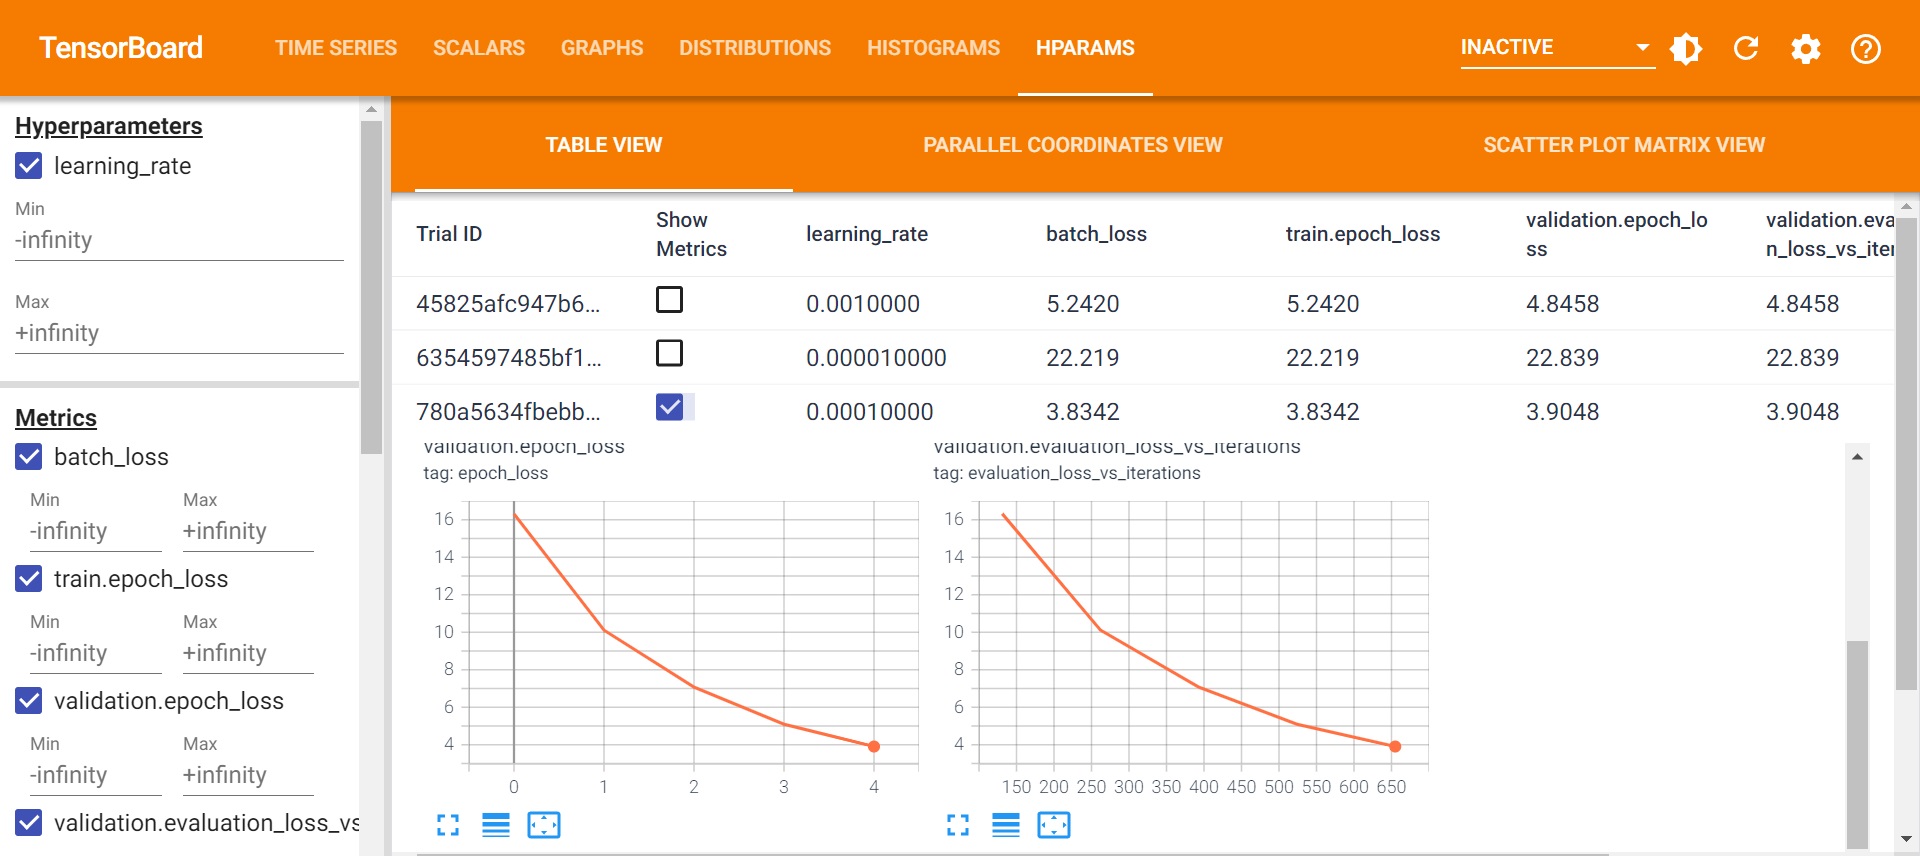 TensorBoard TIME SERIES SCALARS GRAPHS DISTRIBUTIONS HISTOGRAMS HPARAMS INACTIVE
Hyperparameters
learning_rate
Min
-infinity
Max
+infinity
Metrics
batch_loss
Min Max
-infinity +infinity
train.epoch_loss
Min Max
-infinity +infinity
validation.epoch_loss
Min Max
-infinity +infinity
validation.evaluation_loss_vs
TABLE VIEW PARALLEL COORDINATES VIEW SCATTER PLOT MATRIX VIEW
Trial ID Show Metrics learning_rate batch_loss train.epoch_loss validation.epoch_lo ss validation.eva n_loss_vs_iter
45825afc947b6... 0.0010000 5.2420 5.2420 4.8458 4.8458
6354597485bf1... 0.000010000 22.219 22.219 22.839 22.839
780a5634fbebb... 0.00010000 3.8342 3.8342 3.9048 3.9048
validation.epoch_loss
tag: epoch_loss
16
14
12
10
8
6
4
0 1 2 3 4
validation.evaluation_loss_vs_iterations
tag: evaluation_loss_vs_iterations
16
14
12
10
8
6
4
150 200 250 300 350 400 450 500 550 600 650